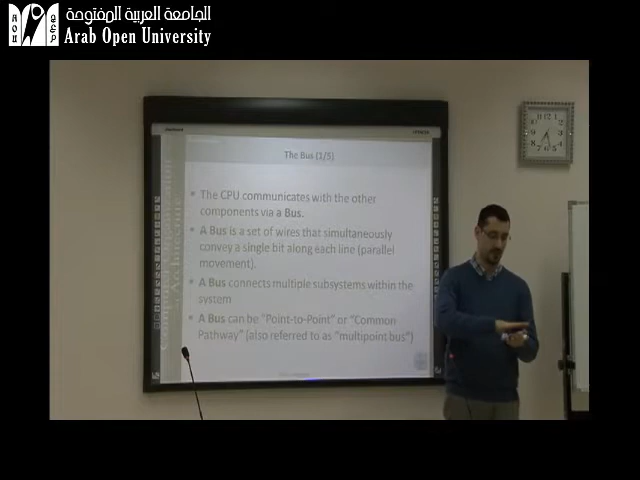 الجامعة العربية المفتوحة
Arab Open University
The Bus (1/5)
The CPU communicates with the other
components via a Bus.
A Bus is a set of wires that simultaneously
convey a single bit along each line (parallel
movement).
A Bus connects multiple subsystems within the
system
A Bus can be "Point-to-Point" or "Common
Pathway" (also referred to as "multipoint bus")